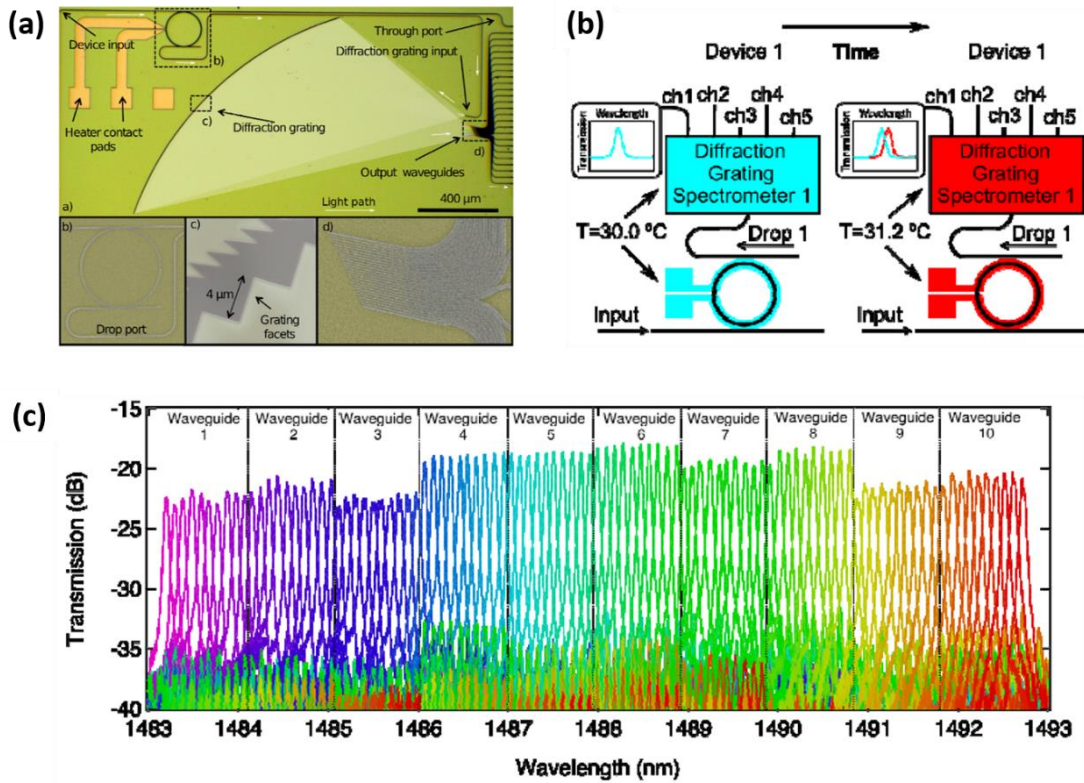 (a)
Device input
b)
Through port
Diffraction grating input
Heater contact
pads
c)
Diffraction grating
d)
Output waveguides
a)
Light path
400 µm
b)
Drop port
c)
4 µm
Grating
facets
d)
(b)
Time
Device 1
Device 1
Wavelength
Transmission
ch1
ch2
ch3
ch4
ch5
Diffraction
Grating
Spectrometer 1
T=30.0 ºC
Drop 1
Input
Wavelength
Transmission
ch1
ch2
ch3
ch4
ch5
Diffraction
Grating
Spectrometer 1
T=31.2 ºC
Drop 1
Input
(c)
Transmission (dB)
-15
-20
-25
-30
-35
-40
Waveguide
1
Waveguide
2
Waveguide
3
Waveguide
4
Waveguide
5
Waveguide
6
Waveguide
7
Waveguide
8
Waveguide
9
Waveguide
10
1483 1484 1485 1486 1487 1488 1489 1490 1491 1492 1493
Wavelength (nm)